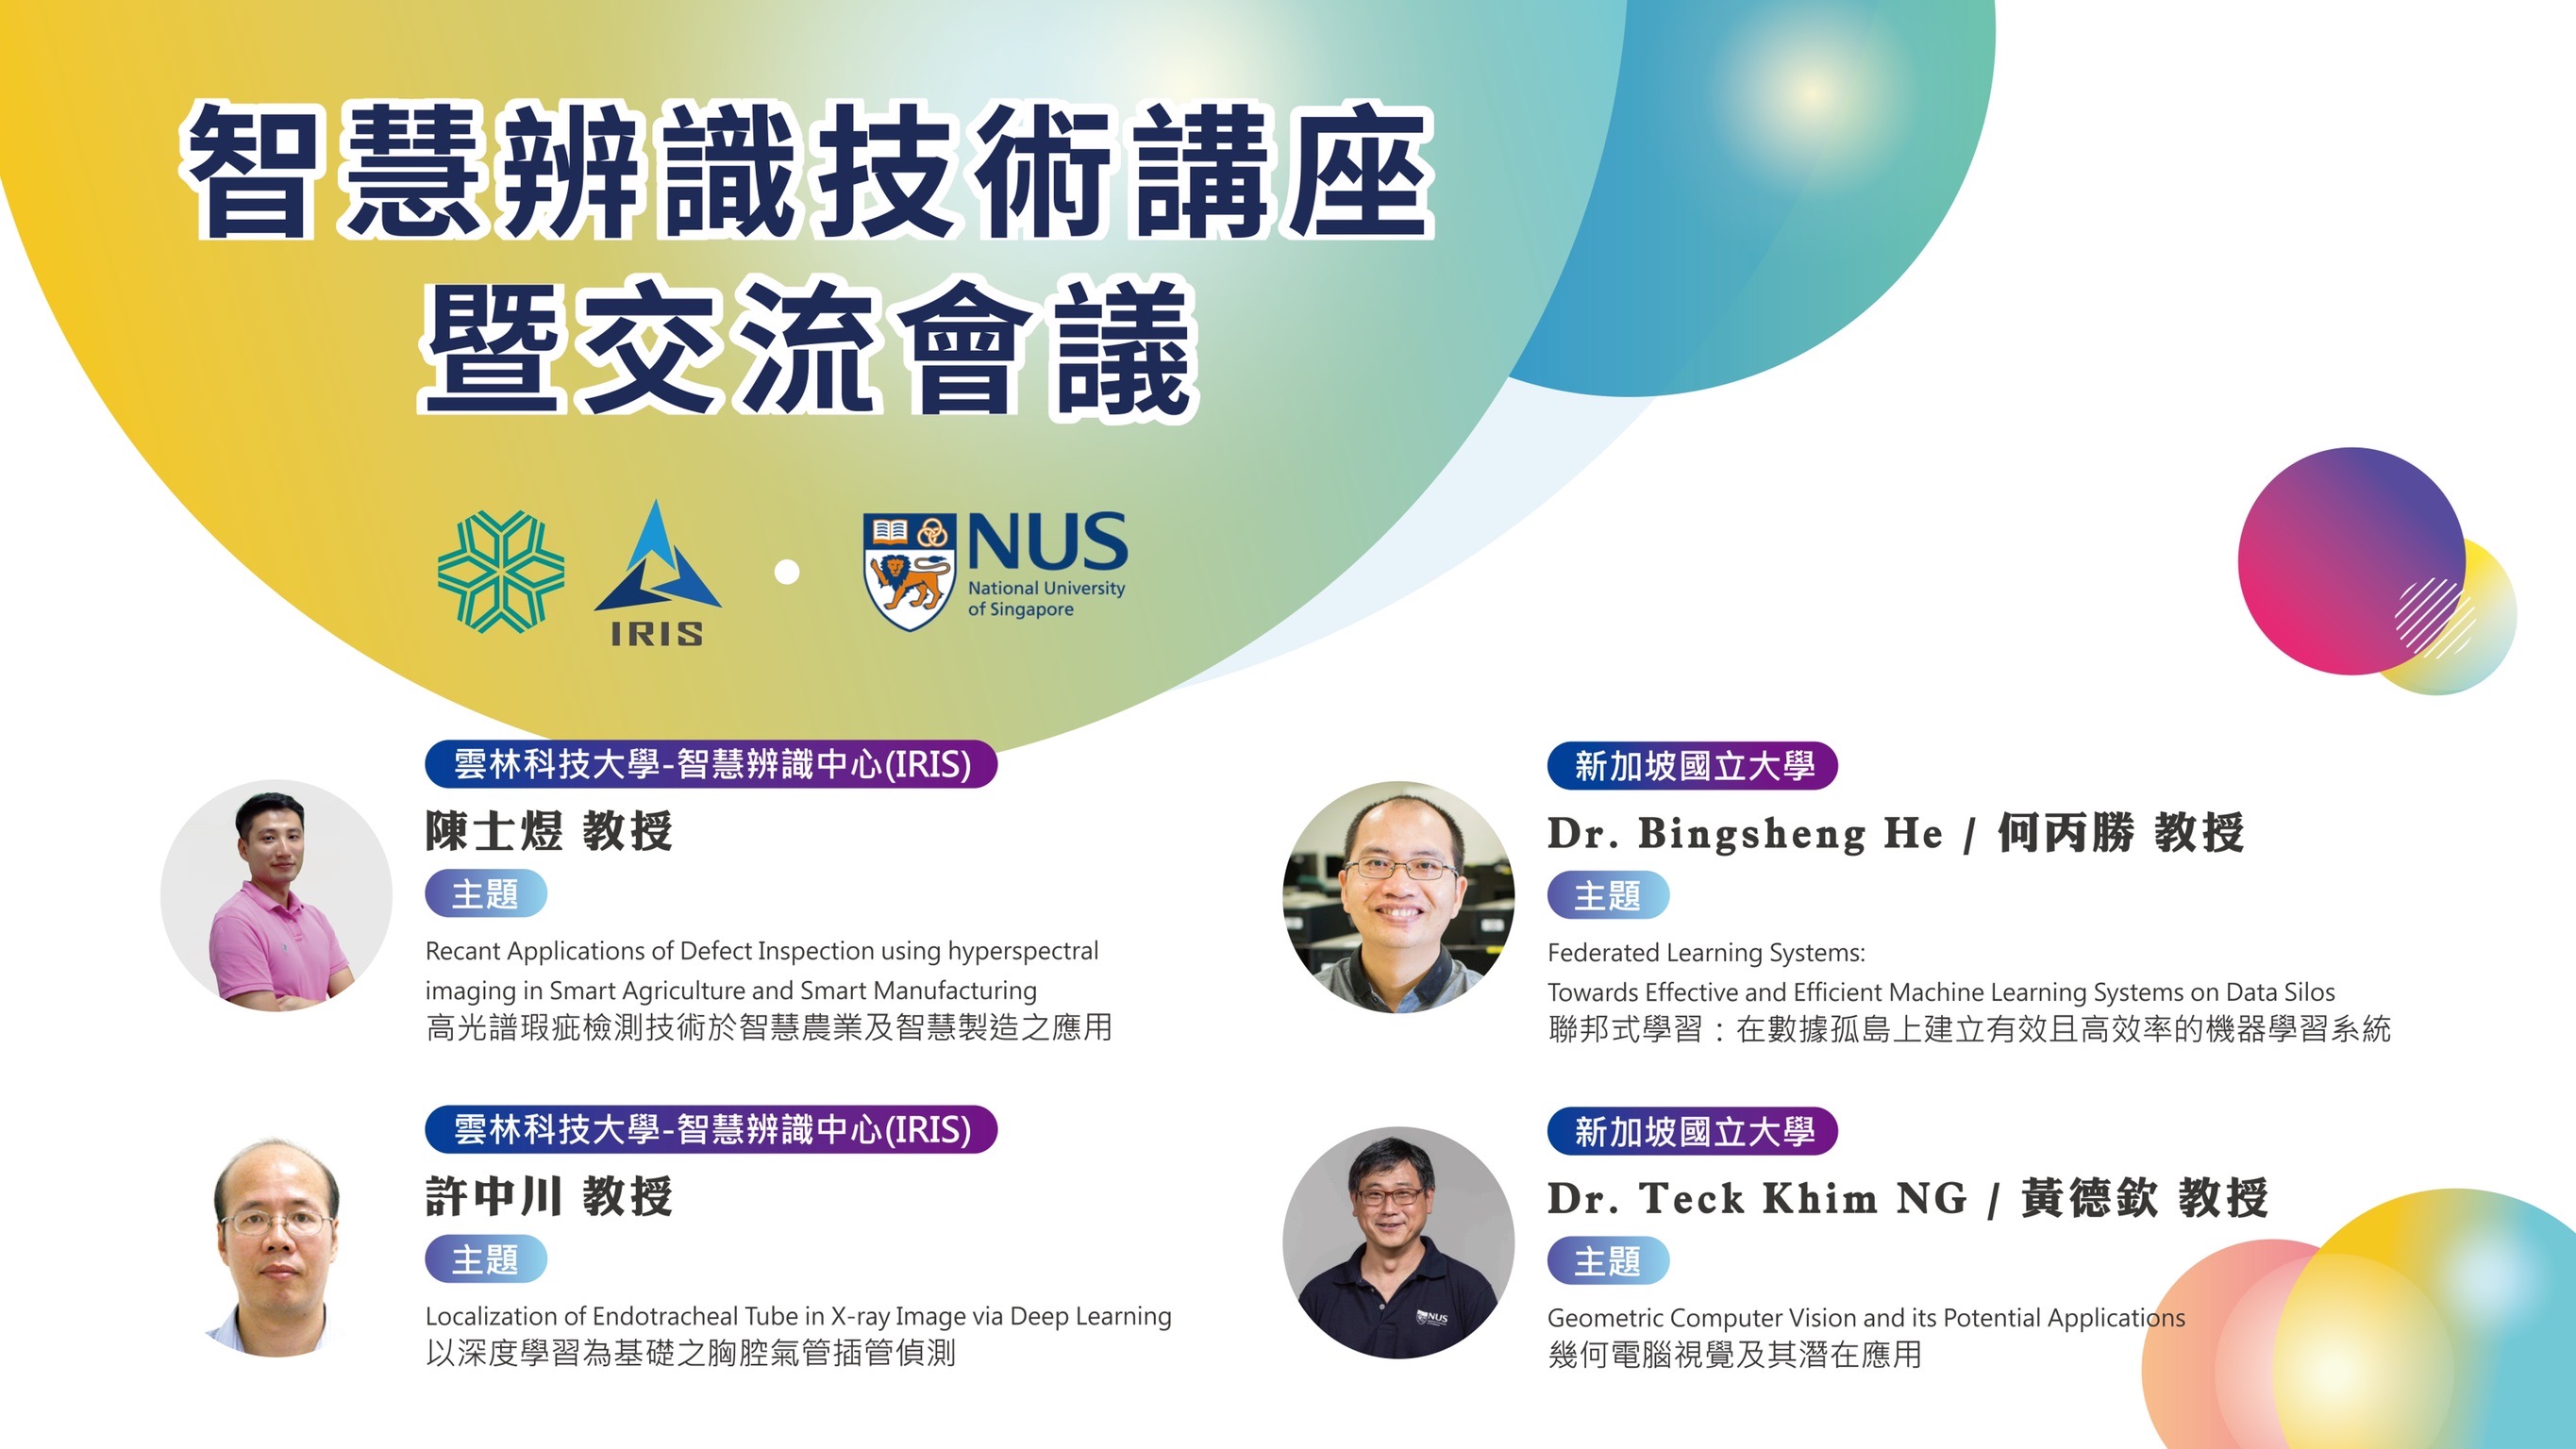 智慧辨識技術講座
暨交流會議
IRIS
NUS
National University
of Singapore
雲林科技大學-智慧辨識中心(IRIS)
陳士煜 教授
主題
Recant Applications of Defect Inspection using hyperspectral
imaging in Smart Agriculture and Smart Manufacturing
高光譜瑕疵檢測技術於智慧農業及智慧製造之應用
新加坡國立大學
Dr. Bingsheng He / 何丙勝 教授
主題
Federated Learning Systems:
Towards Effective and Efficient Machine Learning Systems on Data Silos
聯邦式學習：在數據孤島上建立有效且高效率的機器學習系統
雲林科技大學-智慧辨識中心(IRIS)
許中川 教授
主題
Localization of Endotracheal Tube in X-ray Image via Deep Learning
以深度學習為基礎之胸腔氣管插管偵測
新加坡國立大學
Dr. Teck Khim NG / 黃德欽 教授
主題
Geometric Computer Vision and its Potential Applications
幾何電腦視覺及其潛在應用
NUS